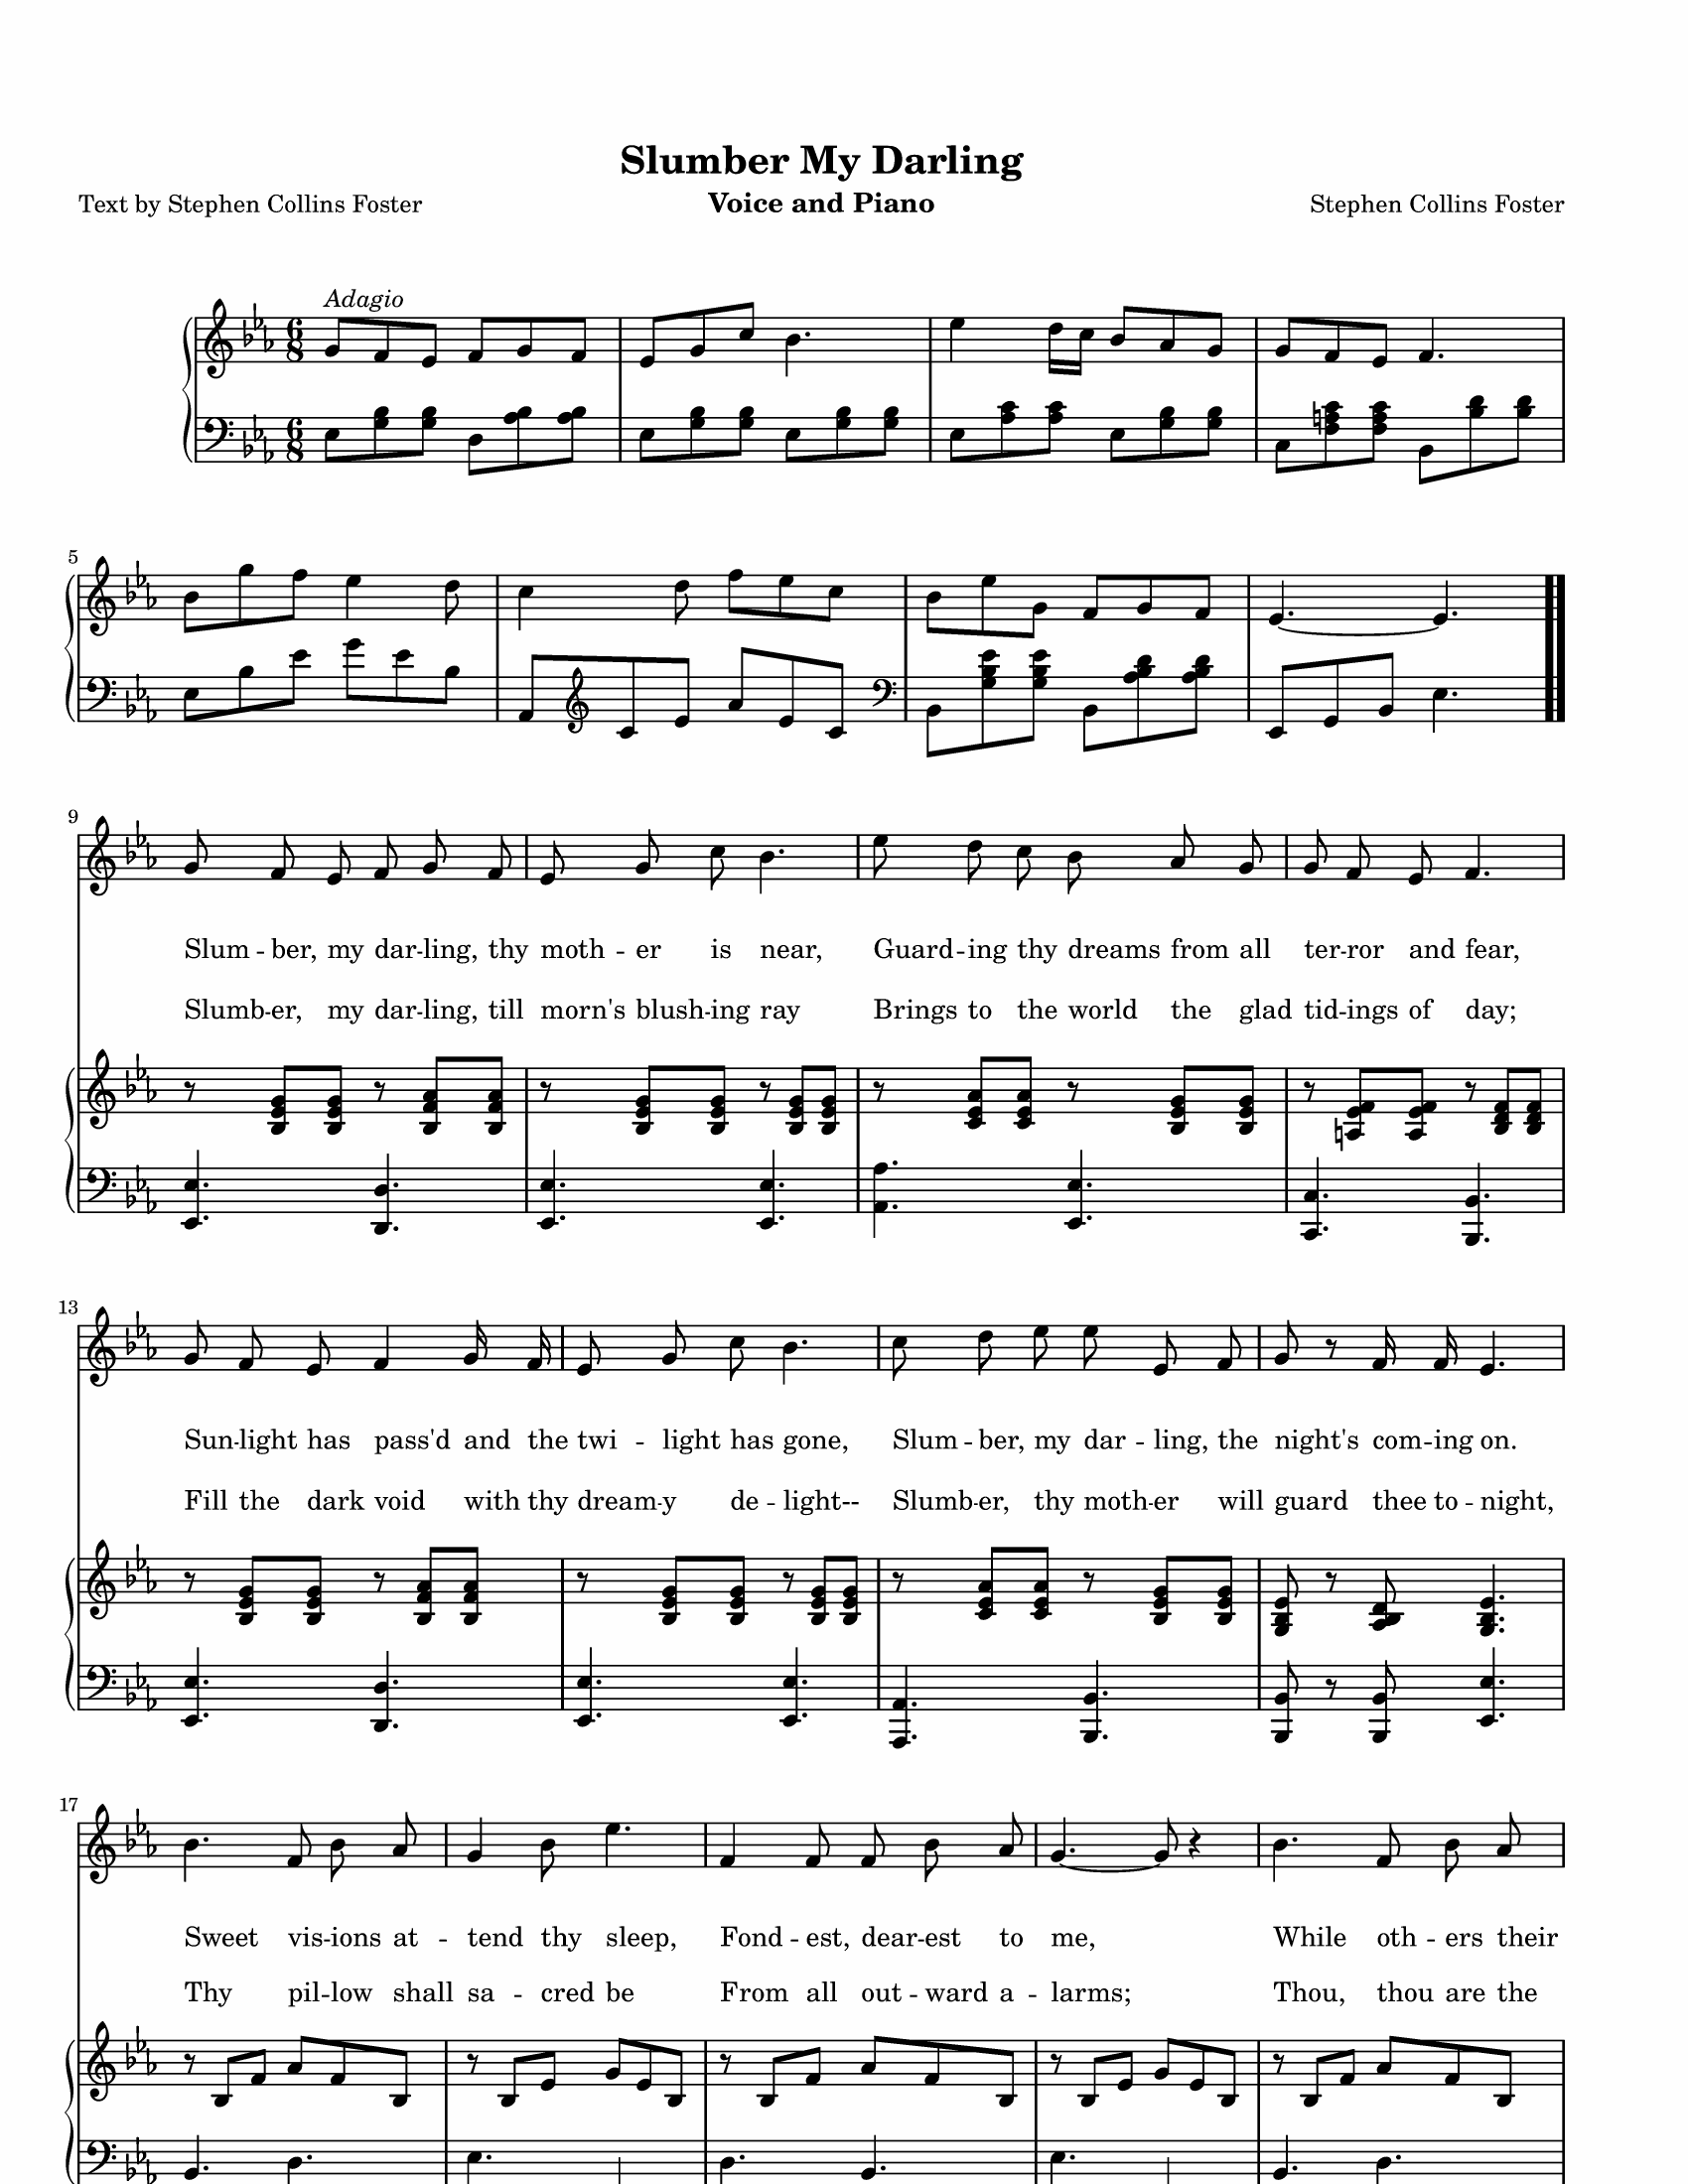 Slumber My Darling
Text by Stephen Collins Foster Voice and Piano Stephen Collins Foster
Adagio
6 8
6 8
5
9
Slum -- ber, my dar -- ling, thy moth -- er is near, Guard -- ing thy dreams from all ter -- ror and fear,
Slumb -- er, my dar -- ling, till morn's blush -- ing ray Brings to the world the glad tid -- ings of day;
13
Sun -- light has pass'd and the twi -- light has gone, Slum -- ber, my dar -- ling, the night's com -- ing on.
Fill the dark void with thy dream -- y de -- light-- Slumb -- er, thy moth -- er will guard thee to -- night,
17
Sweet vis -- ions at -- tend thy sleep, Fond -- est, dear -- est to me, While oth -- ers their
Thy pil -- low shall sa -- cred be From all out -- ward a -- larms; Thou, thou are the